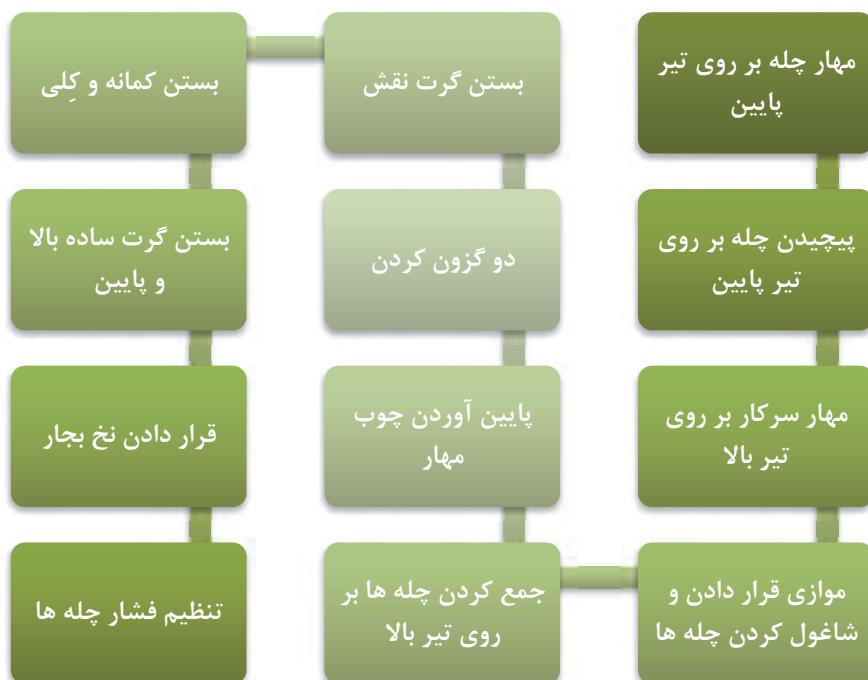 مهار چله بر روی تیر
پایین
پیچیدن چله بر روی
تیر پایین
مهار سرکار بر روی
تیر بالا
موازی قرار دادن و
شاغول کردن چله ها
جمع کردن چله ها بر
روی تیر بالا
پایین آوردن چوب
مهار
دو گزون کردن
بستن گرت نقش
بستن کمانه و کِلی
بستن گرت ساده بالا
و پایین
قرار دادن نخ بجار
تنظیم فشار چله ها